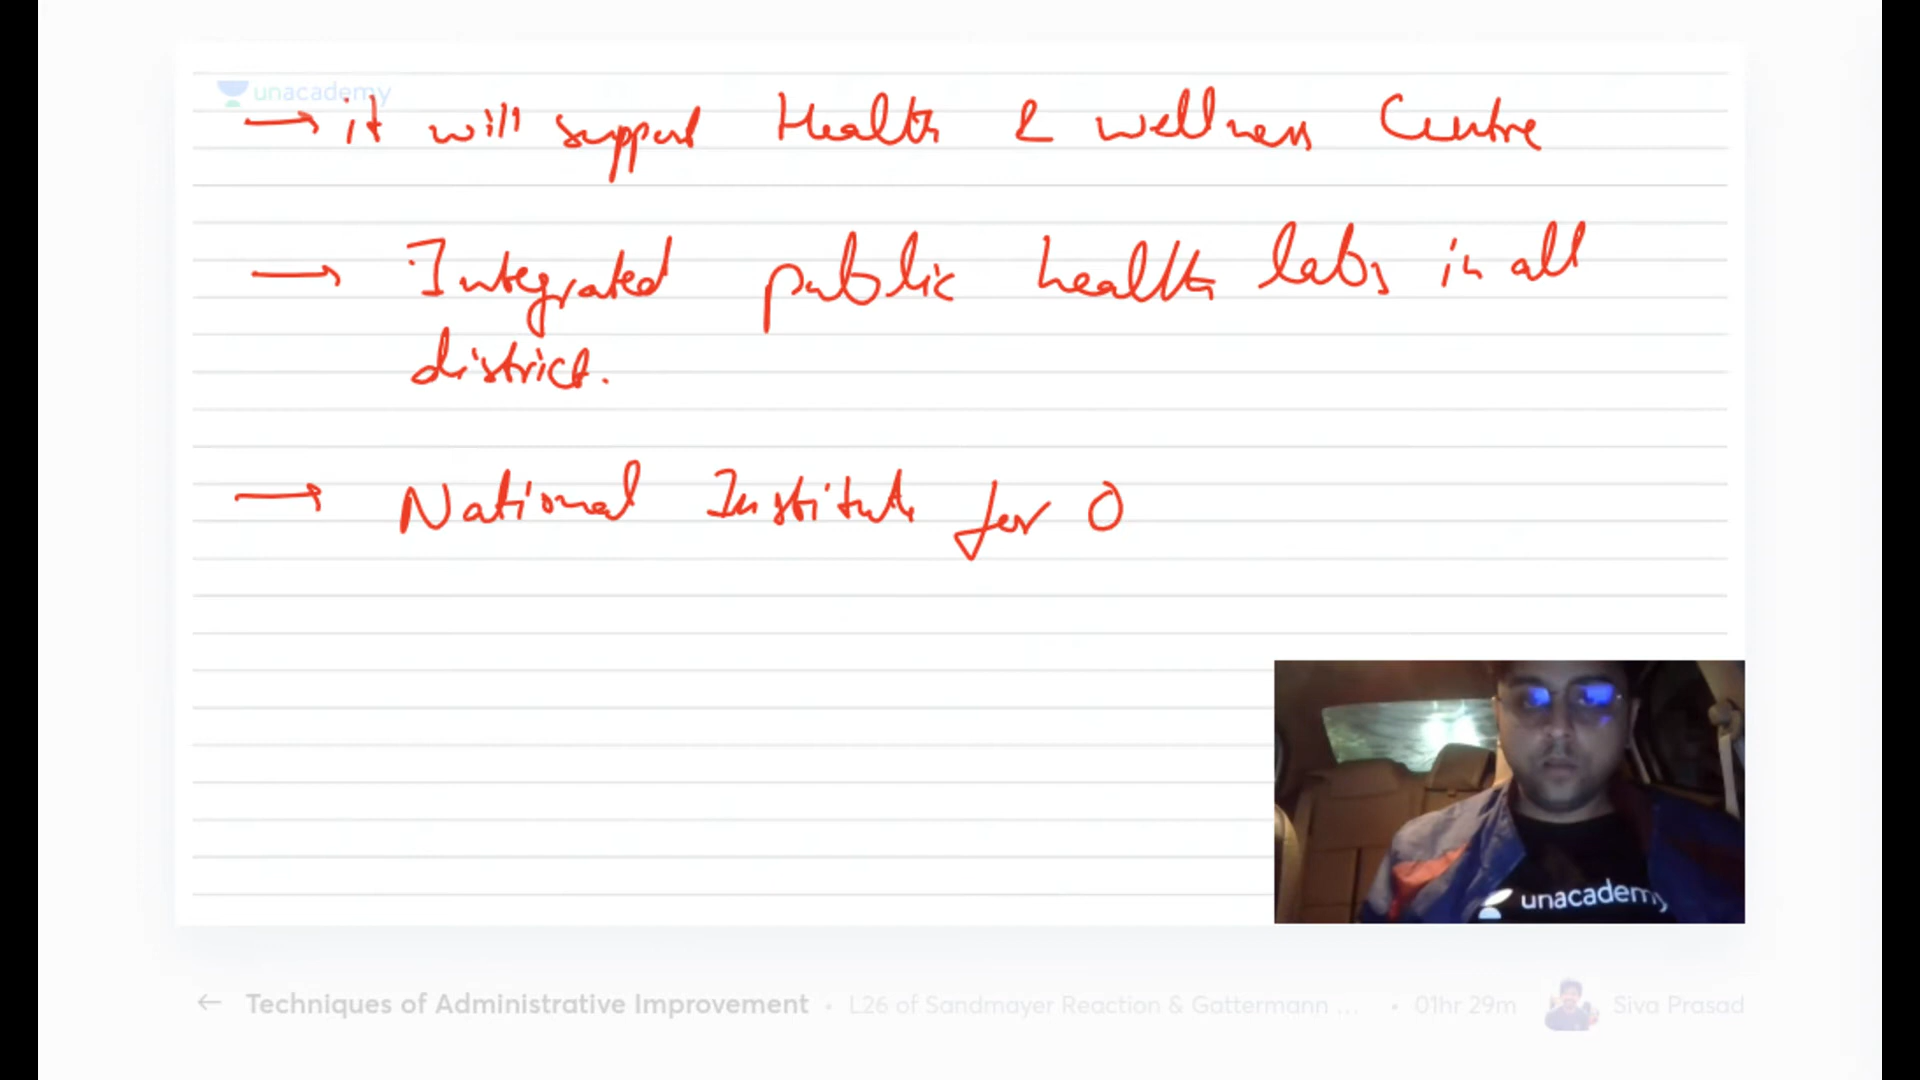 unacademy
→ it will support Health & wellness Centre
→ Integrated public health labs in all
district.
→ National Institute for O
unacademy
← Techniques of Administrative Improvement • L26 of Sandmayer Reaction & Gattermann ... • 01hr 29m Siva Prasad